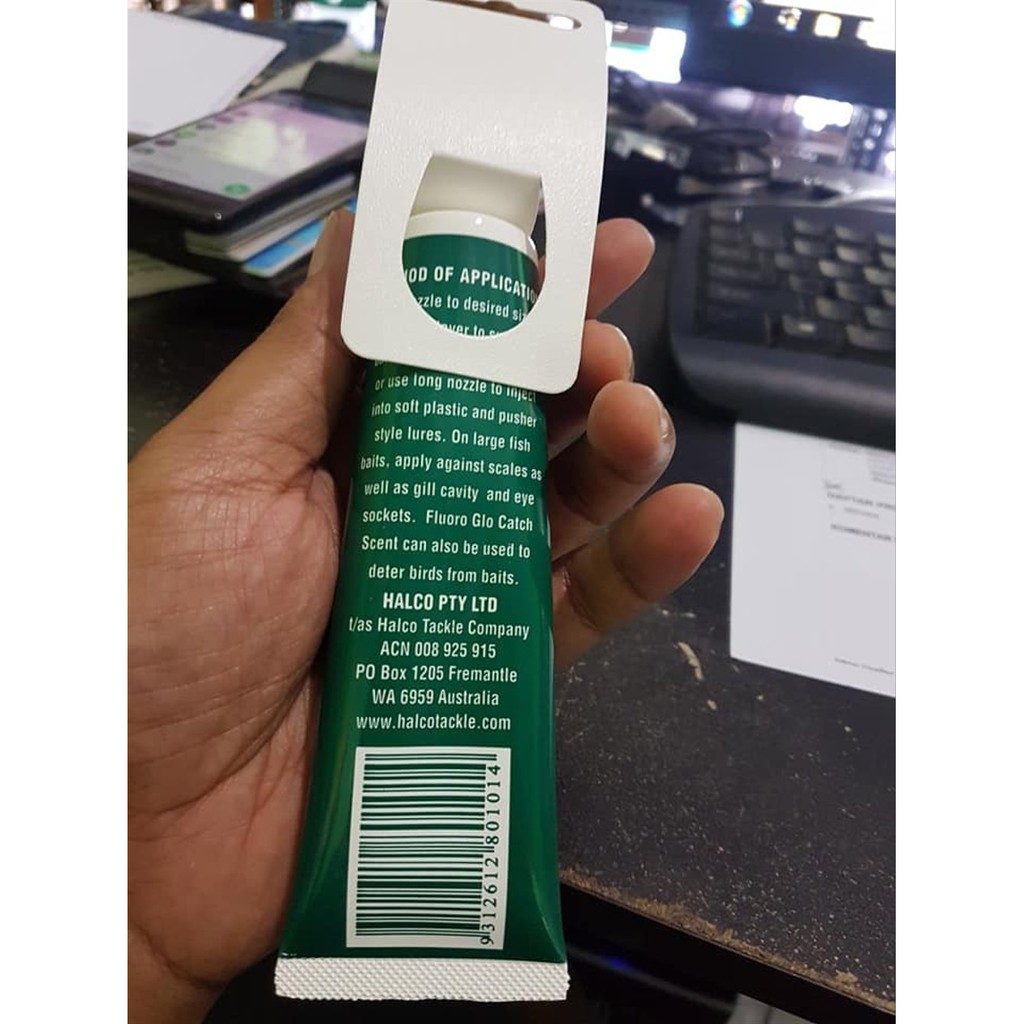 OD OF APPLICATIO
zzle to desired si
over to
or use long nozzle to inject
into soft plastic and pusher
style lures. On large fish
baits, apply against scales as
well as gill cavity and eye
sockets. Fluoro Glo Catch
Scent can also be used to
deter birds from baits.
HALCO PTY LTD
t/as Halco Tackle Company
ACN 008 925 915
PO Box 1205 Fremantle
WA 6959 Australia
www.halcotackle.com
9312612801014